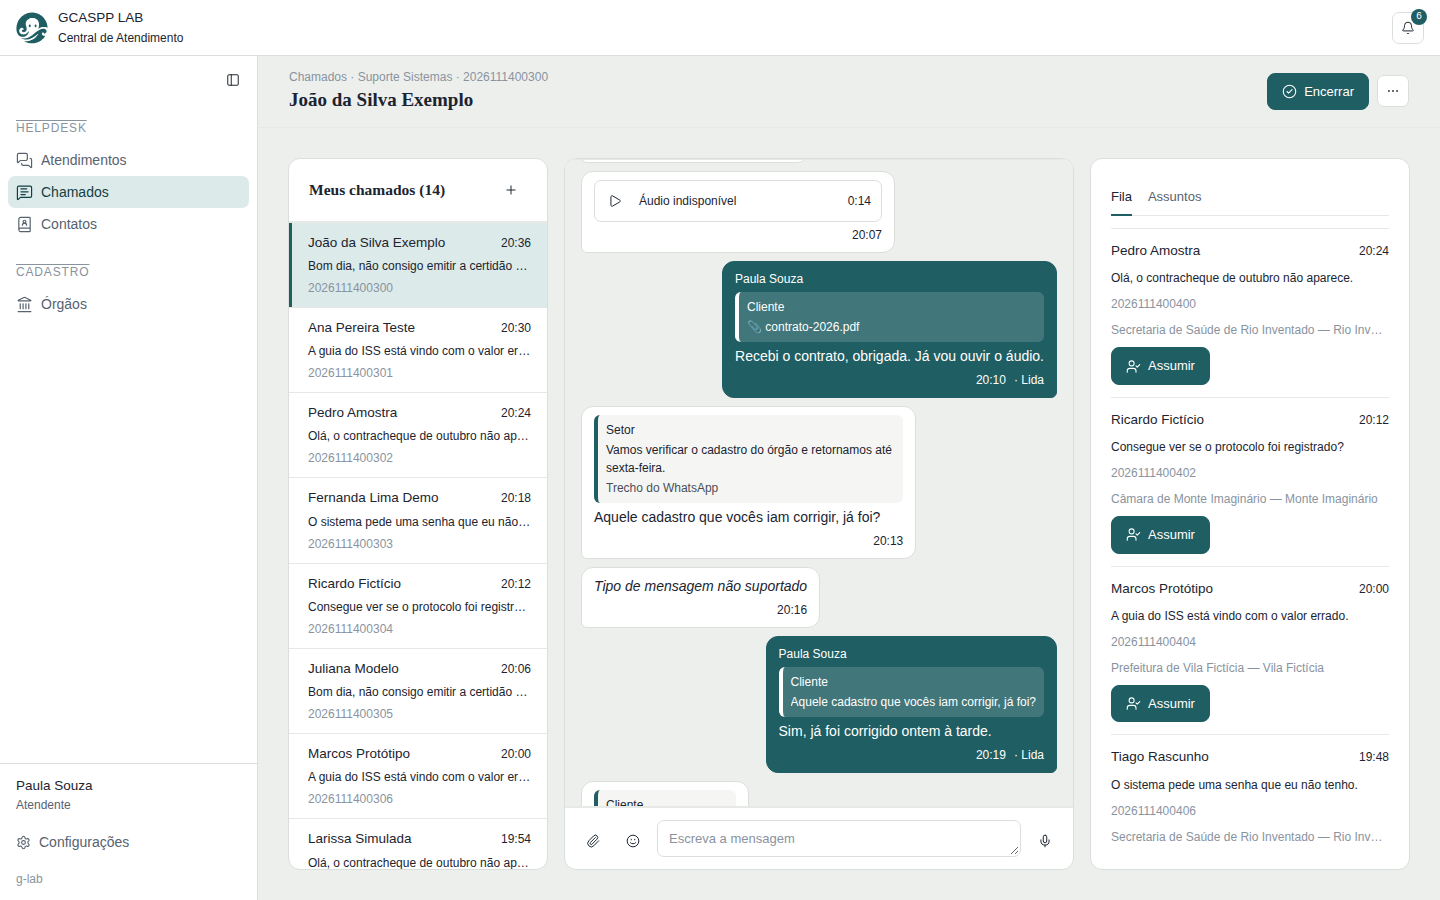 GCASPP LAB
Central de Atendimento
6
HELPDESK
Atendimentos
Chamados
Contatos
CADASTRO
Órgãos
Paula Souza
Atendente
Configurações
g-lab
Chamados · Suporte Sistemas · 2026111400300
João da Silva Exemplo
Encerrar
Meus chamados (14)
João da Silva Exemplo 20:36
Bom dia, não consigo emitir a certidão …
2026111400300
Ana Pereira Teste 20:30
A guia do ISS está vindo com o valor er…
2026111400301
Pedro Amostra 20:24
Olá, o contracheque de outubro não ap…
2026111400302
Fernanda Lima Demo 20:18
O sistema pede uma senha que eu não…
2026111400303
Ricardo Fictício 20:12
Consegue ver se o protocolo foi registr…
2026111400304
Juliana Modelo 20:06
Bom dia, não consigo emitir a certidão …
2026111400305
Marcos Protótipo 20:00
A guia do ISS está vindo com o valor er…
2026111400306
Larissa Simulada 19:54
Olá, o contracheque de outubro não ap…
Áudio indisponível 0:14
20:07
Paula Souza
Cliente
📎 contrato-2026.pdf
Recebi o contrato, obrigada. Já vou ouvir o áudio.
20:10 · Lida
Setor
Vamos verificar o cadastro do órgão e retornamos até
sexta-feira.
Trecho do WhatsApp
Aquele cadastro que vocês iam corrigir, já foi?
20:13
Tipo de mensagem não suportado
20:16
Paula Souza
Cliente
Aquele cadastro que vocês iam corrigir, já foi?
Sim, já foi corrigido ontem à tarde.
20:19 · Lida
Cliente
Escreva a mensagem
Fila Assuntos
Pedro Amostra 20:24
Olá, o contracheque de outubro não aparece.
2026111400400
Secretaria de Saúde de Rio Inventado — Rio Inv…
Assumir
Ricardo Fictício 20:12
Consegue ver se o protocolo foi registrado?
2026111400402
Câmara de Monte Imaginário — Monte Imaginário
Assumir
Marcos Protótipo 20:00
A guia do ISS está vindo com o valor errado.
2026111400404
Prefeitura de Vila Fictícia — Vila Fictícia
Assumir
Tiago Rascunho 19:48
O sistema pede uma senha que eu não tenho.
2026111400406
Secretaria de Saúde de Rio Inventado — Rio Inv…